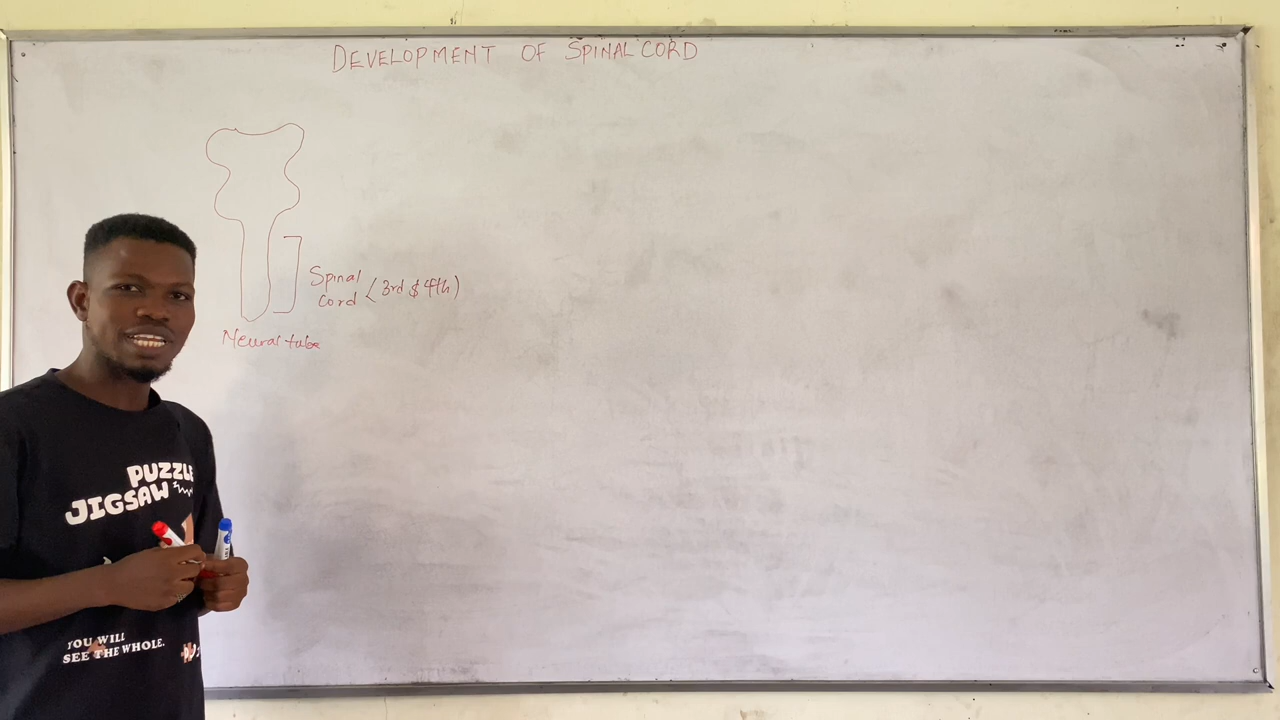 DEVELOPMENT OF SPINAL CORD
Spinal
Cord (3rd & 4th)
Neural tube
PUZZLE
JIGSAW
YOU WILL
SEE THE WHOLE.